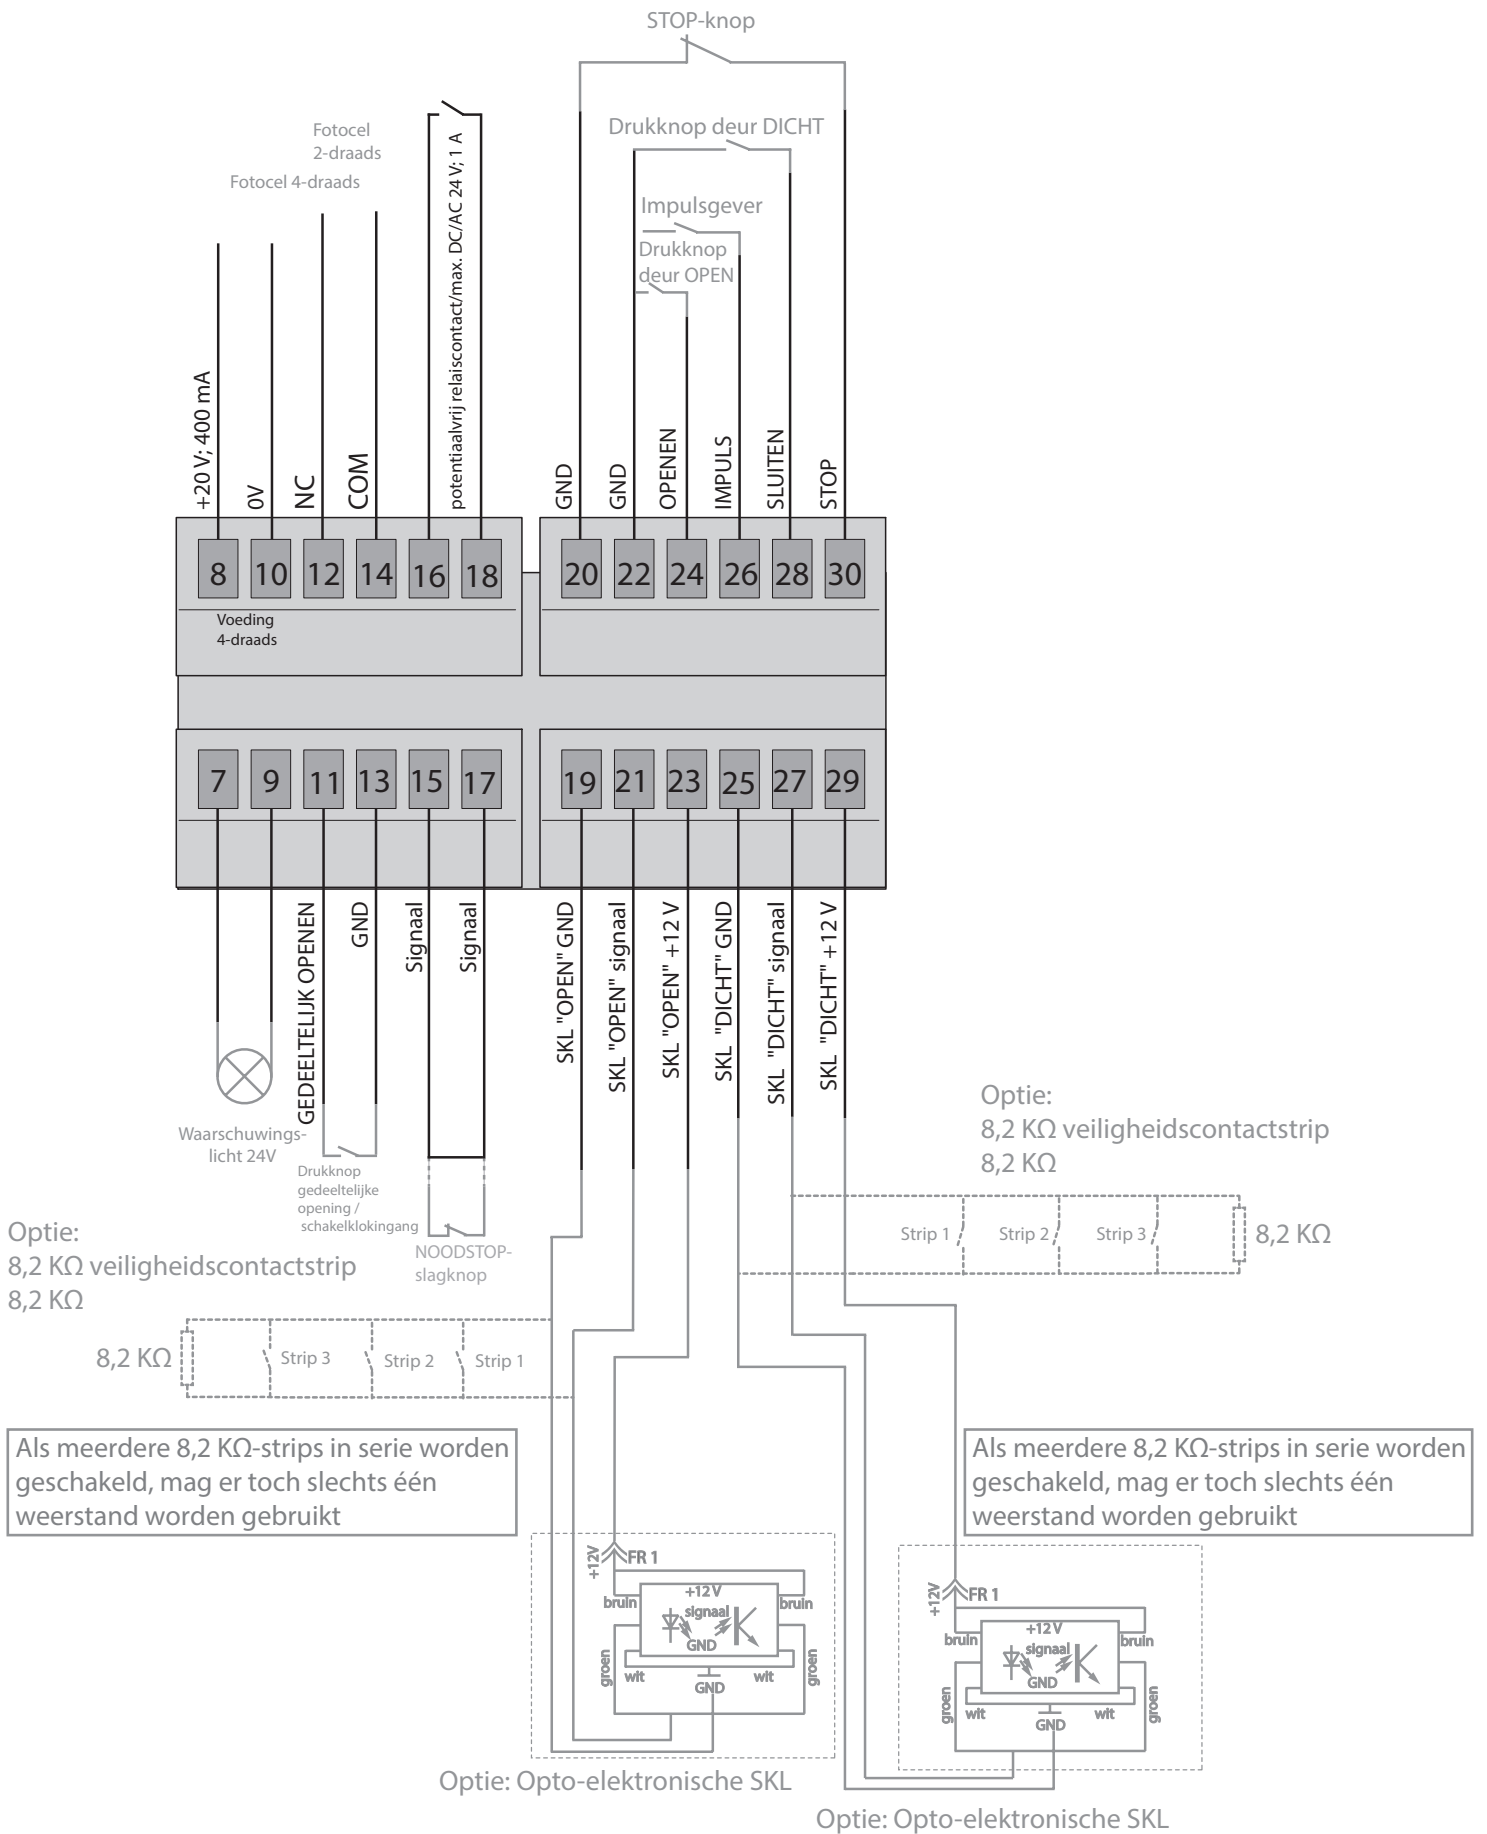 STOP-knop
Fotocel
2-draads
Fotocel 4-draads
potentiaalvrij relaiscontact/max. DC/AC 24 V; 1 A
Drukknop deur DICHT
Impulsgever
Drukknop
deur OPEN
+20 V; 400 mA
0V
NC
COM
GND
GND
OPENEN
IMPULS
SLUITEN
STOP
8
10
12
14
16
18
20
22
24
26
28
30
Voeding
4-draads
7
9
11
13
15
17
19
21
23
25
27
29
GEDEELTELIJK OPENEN
GND
Signaal
Signaal
SKL "OPEN" GND
SKL "OPEN" signaal
SKL "OPEN" +12 V
SKL "DICHT" GND
SKL "DICHT" signaal
SKL "DICHT" +12 V
Waarschuwings-
licht 24V
Drukknop
gedeeltelijke
opening /
schakelklokingang
NOODSTOP-
slagknop
Optie:
8,2 KΩ veiligheidscontactstrip
8,2 KΩ
Strip 1
Strip 2
Strip 3
8,2 KΩ
Optie:
8,2 KΩ veiligheidscontactstrip
8,2 KΩ
8,2 KΩ
Strip 3
Strip 2
Strip 1
Als meerdere 8,2 KΩ-strips in serie worden
geschakeld, mag er toch slechts één
weerstand worden gebruikt
Als meerdere 8,2 KΩ-strips in serie worden
geschakeld, mag er toch slechts één
weerstand worden gebruikt
+12V
FR 1
+12 V
bruin
bruin
signaal
GND
groen
wit
wit
groen
GND
Optie: Opto-elektronische SKL
+12V
FR 1
+12 V
bruin
bruin
signaal
GND
groen
wit
wit
groen
GND
Optie: Opto-elektronische SKL